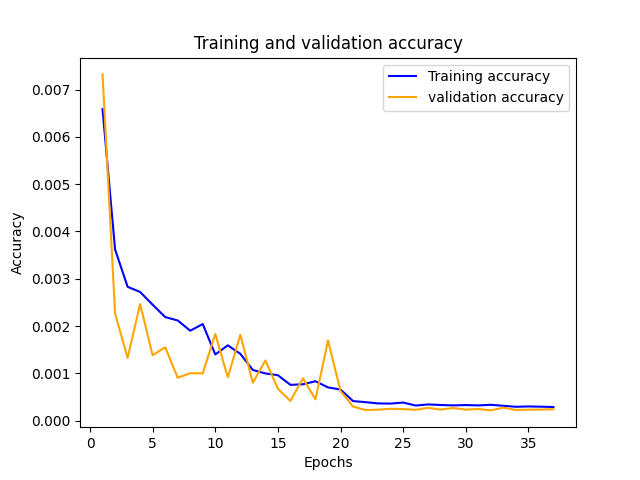 Training and validation accuracy
Training accuracy
validation accuracy
0.007
0.006
0.005
0.004
0.003
0.002
0.001
0.000
Accuracy
0 5 10 15 20 25 30 35
Epochs